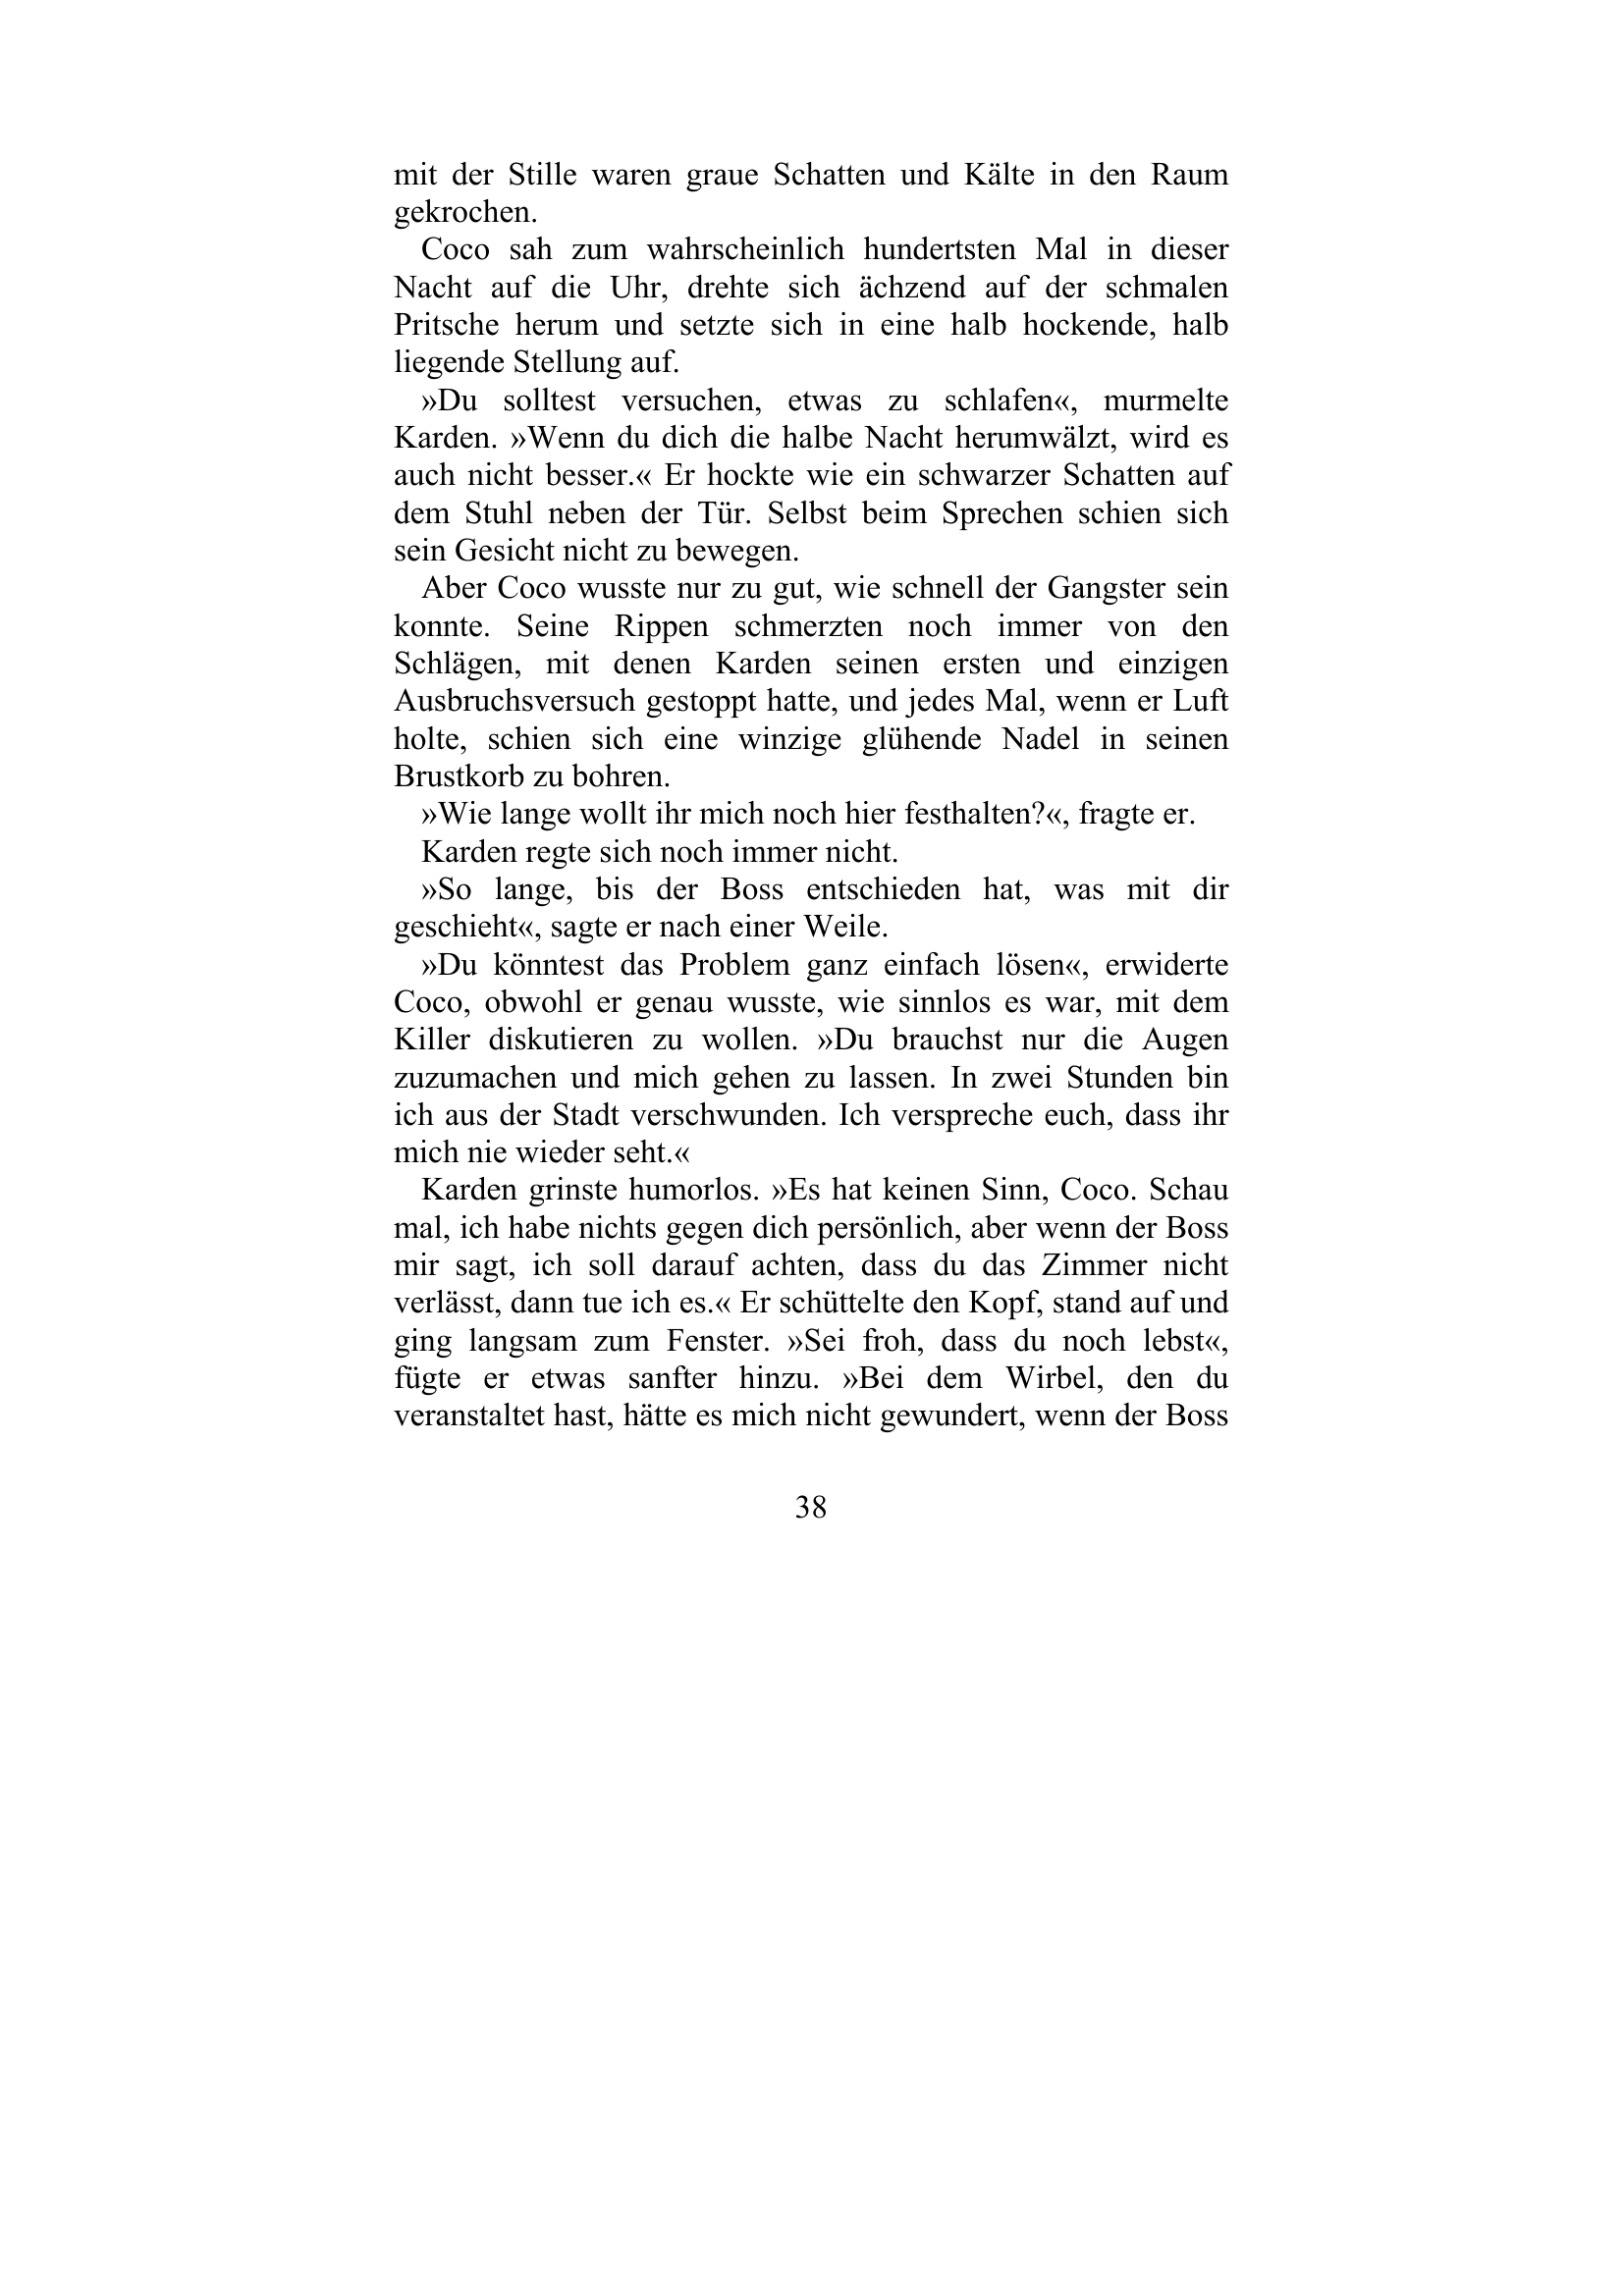 mit der Stille waren graue Schatten und Kälte in den Raum
gekrochen.
Coco sah zum wahrscheinlich hundertsten Mal in dieser
Nacht auf die Uhr, drehte sich ächzend auf der schmalen
Pritsche herum und setzte sich in eine halb hockende, halb
liegende Stellung auf.
»Du solltest versuchen, etwas zu schlafen«, murmelte
Karden. »Wenn du dich die halbe Nacht herumwälzt, wird es
auch nicht besser.« Er hockte wie ein schwarzer Schatten auf
dem Stuhl neben der Tür. Selbst beim Sprechen schien sich
sein Gesicht nicht zu bewegen.
Aber Coco wusste nur zu gut, wie schnell der Gangster sein
konnte. Seine Rippen schmerzten noch immer von den
Schlägen, mit denen Karden seinen ersten und einzigen
Ausbruchsversuch gestoppt hatte, und jedes Mal, wenn er Luft
holte, schien sich eine winzige glühende Nadel in seinen
Brustkorb zu bohren.
»Wie lange wollt ihr mich noch hier festhalten?«, fragte er.
Karden regte sich noch immer nicht.
»So lange, bis der Boss entschieden hat, was mit dir
geschieht«, sagte er nach einer Weile.
»Du könntest das Problem ganz einfach lösen«, erwiderte
Coco, obwohl er genau wusste, wie sinnlos es war, mit dem
Killer diskutieren zu wollen. »Du brauchst nur die Augen
zuzumachen und mich gehen zu lassen. In zwei Stunden bin
ich aus der Stadt verschwunden. Ich verspreche euch, dass ihr
mich nie wieder seht.«
Karden grinste humorlos. »Es hat keinen Sinn, Coco. Schau
mal, ich habe nichts gegen dich persönlich, aber wenn der Boss
mir sagt, ich soll darauf achten, dass du das Zimmer nicht
verlässt, dann tue ich es.« Er schüttelte den Kopf, stand auf und
ging langsam zum Fenster. »Sei froh, dass du noch lebst«,
fügte er etwas sanfter hinzu. »Bei dem Wirbel, den du
veranstaltet hast, hätte es mich nicht gewundert, wenn der Boss
38